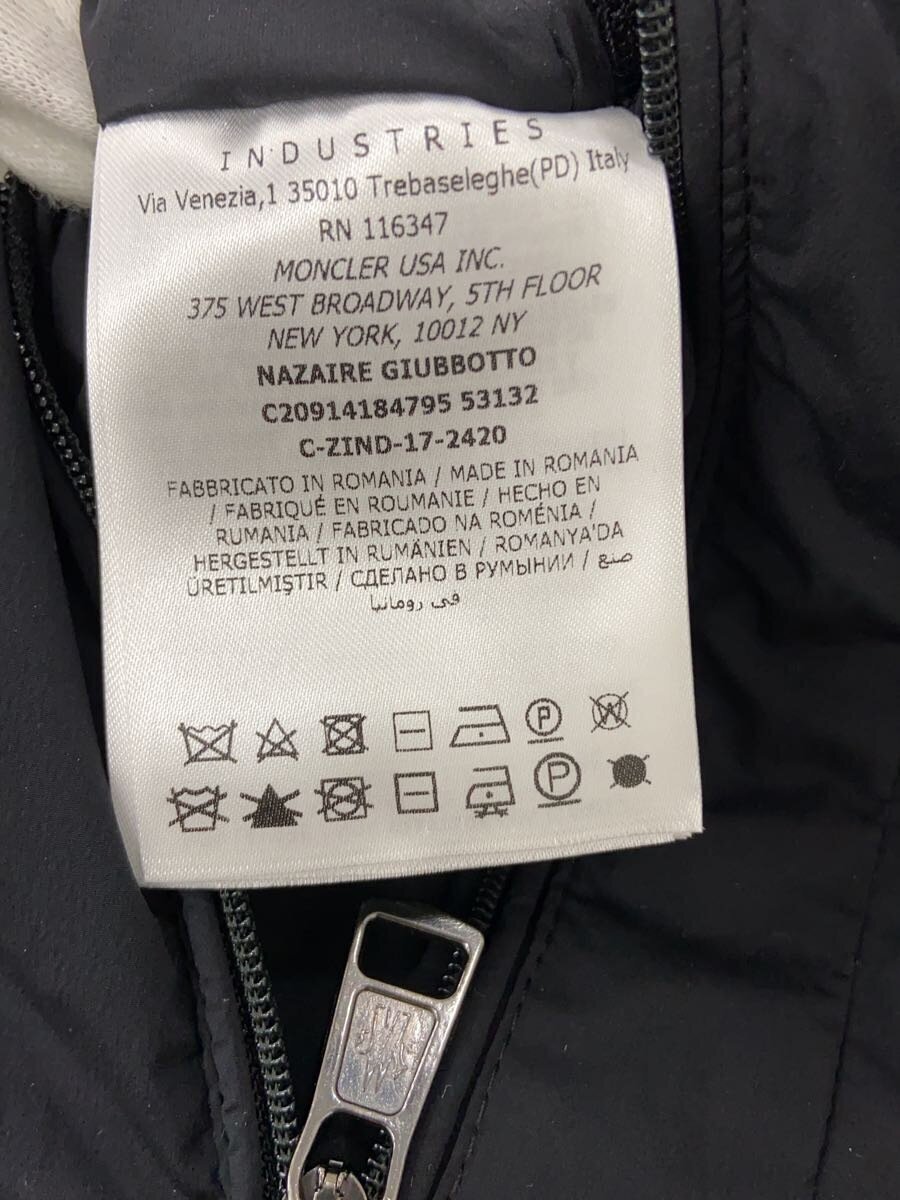 INDUSTRIES
Via Venezia,1 35010 Trebaseleghe(PD) Italy
RN 116347
MONCLER USA INC.
375 WEST BROADWAY, 5TH FLOOR
NEW YORK, 10012 NY
NAZAIRE GIUBBOTTO
C20914184795 53132
C-ZIND-17-2420
FABBRICATO IN ROMANIA / MADE IN ROMANIA
/ FABRIQUÉ EN ROUMANIE / HECHO EN
RUMANIA / FABRICADO NA ROMÉNIA /
HERGESTELLT IN RUMÄNIEN / ROMANYA'DA
ÜRETILMIŞTIR / СДЕЛАНО В РУМЫНИИ / صنع
في رومانيا
P W
P